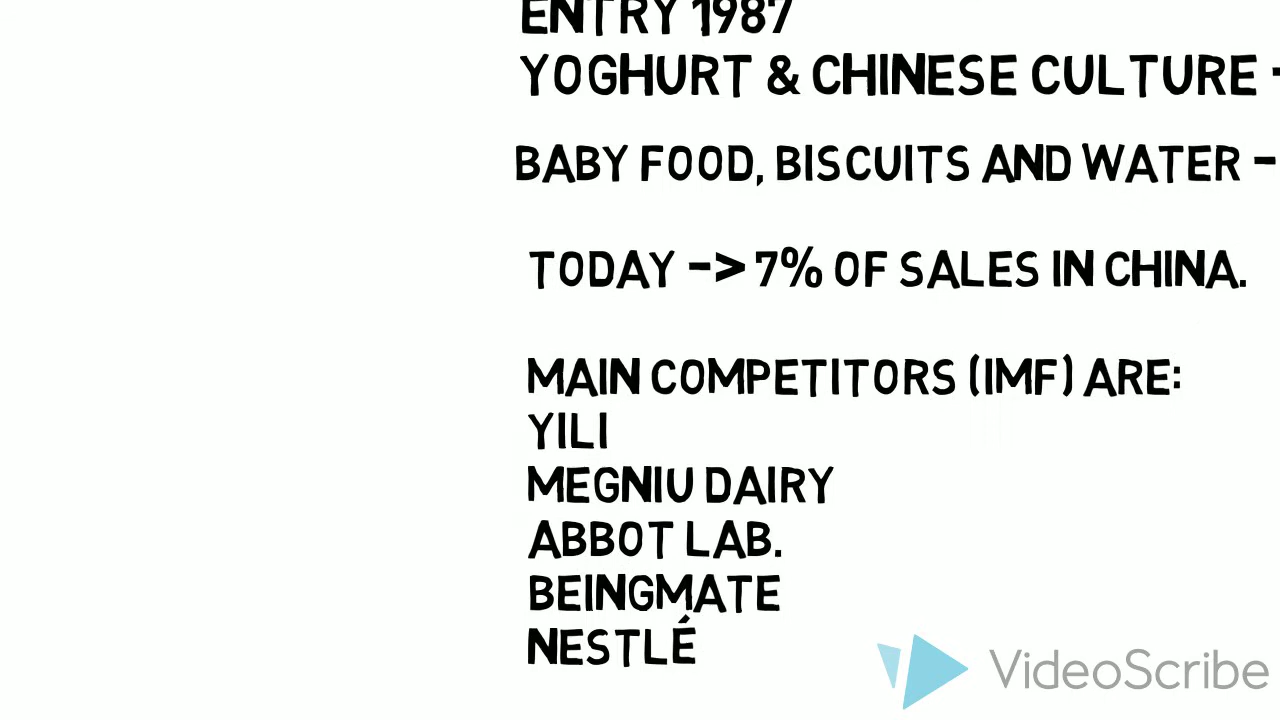 ENTRY 1987
YOGHURT & CHINESE CULTURE -
BABY FOOD, BISCUITS AND WATER -
TODAY -> 7% OF SALES IN CHINA.
MAIN COMPETITORS (IMF) ARE:
YILI
MEGNIU DAIRY
ABBOT LAB.
BEINGMATE
NESTLÉ
VideoScribe